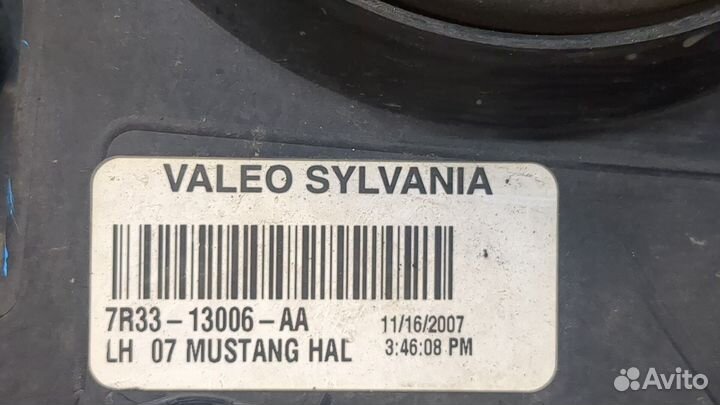 VALEO SYLVANIA
7R33-13006-AA 11/16/2007
LH 07 MUSTANG HAL 3:46:08 PM
Avito